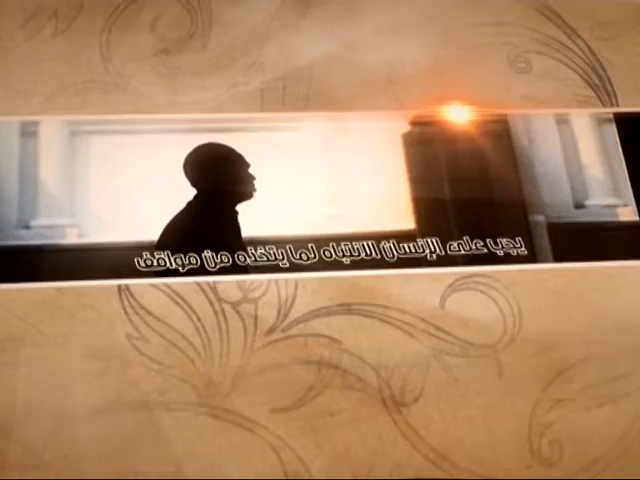 يجب على الإنسان الانتباه لما يتخذه من مواقف